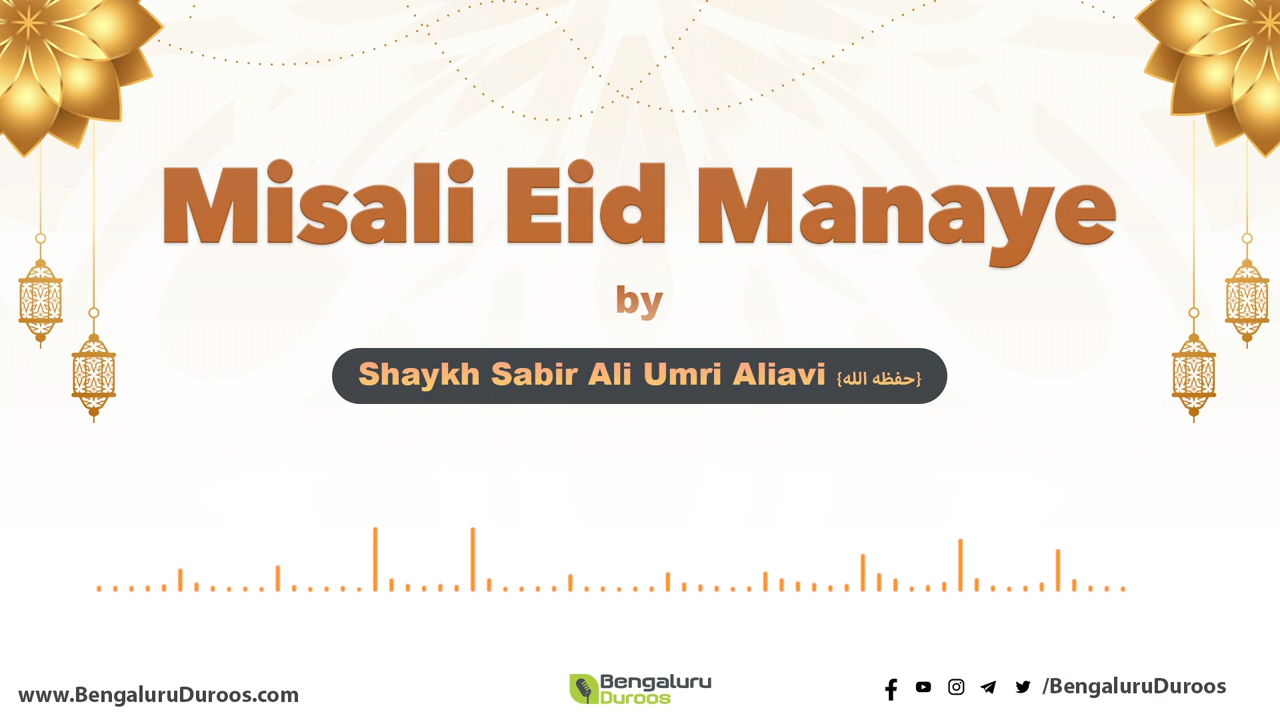 Misali Eid Manaye
by
Shaykh Sabir Ali Umri Aliavi {حفظه الله}
www.BengaluruDuroos.com
Bengaluru
Duroos
/BengaluruDuroos